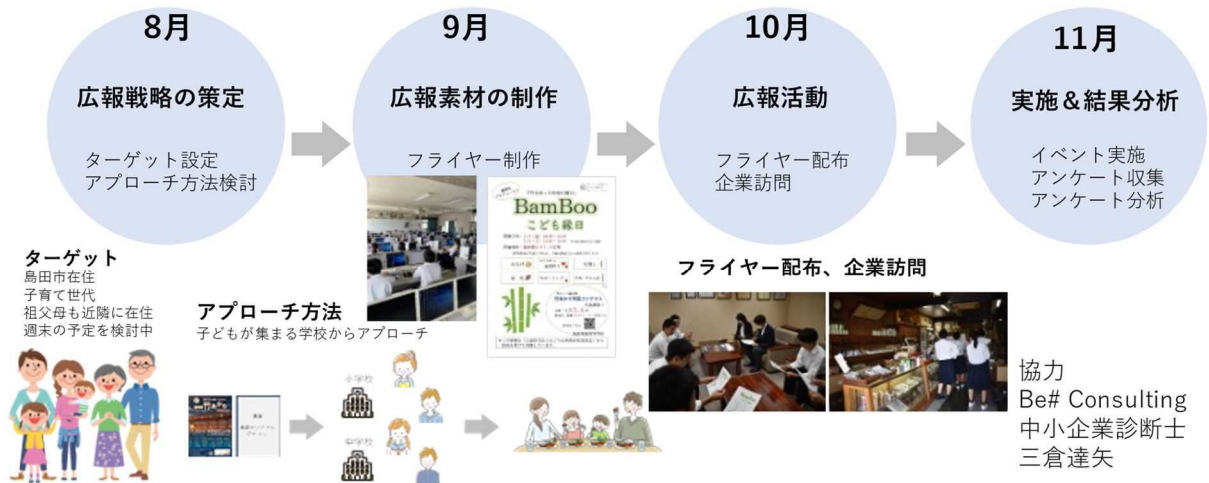 8月
広報戦略の策定
ターゲット設定
アプローチ方法検討
9月
広報素材の制作
フライヤー制作
10月
広報活動
フライヤー配布
企業訪問
11月
実施＆結果分析
イベント実施
アンケート収集
アンケート分析
ターゲット
島田市在住
子育て世代
祖父母も近隣に在住
週末の予定を検討中
アプローチ方法
子どもが集まる学校からアプローチ
小学校
中学校
BamBoo
こども縁日
フライヤー配布、企業訪問
協力
Be# Consulting
中小企業診断士
三倉達矢